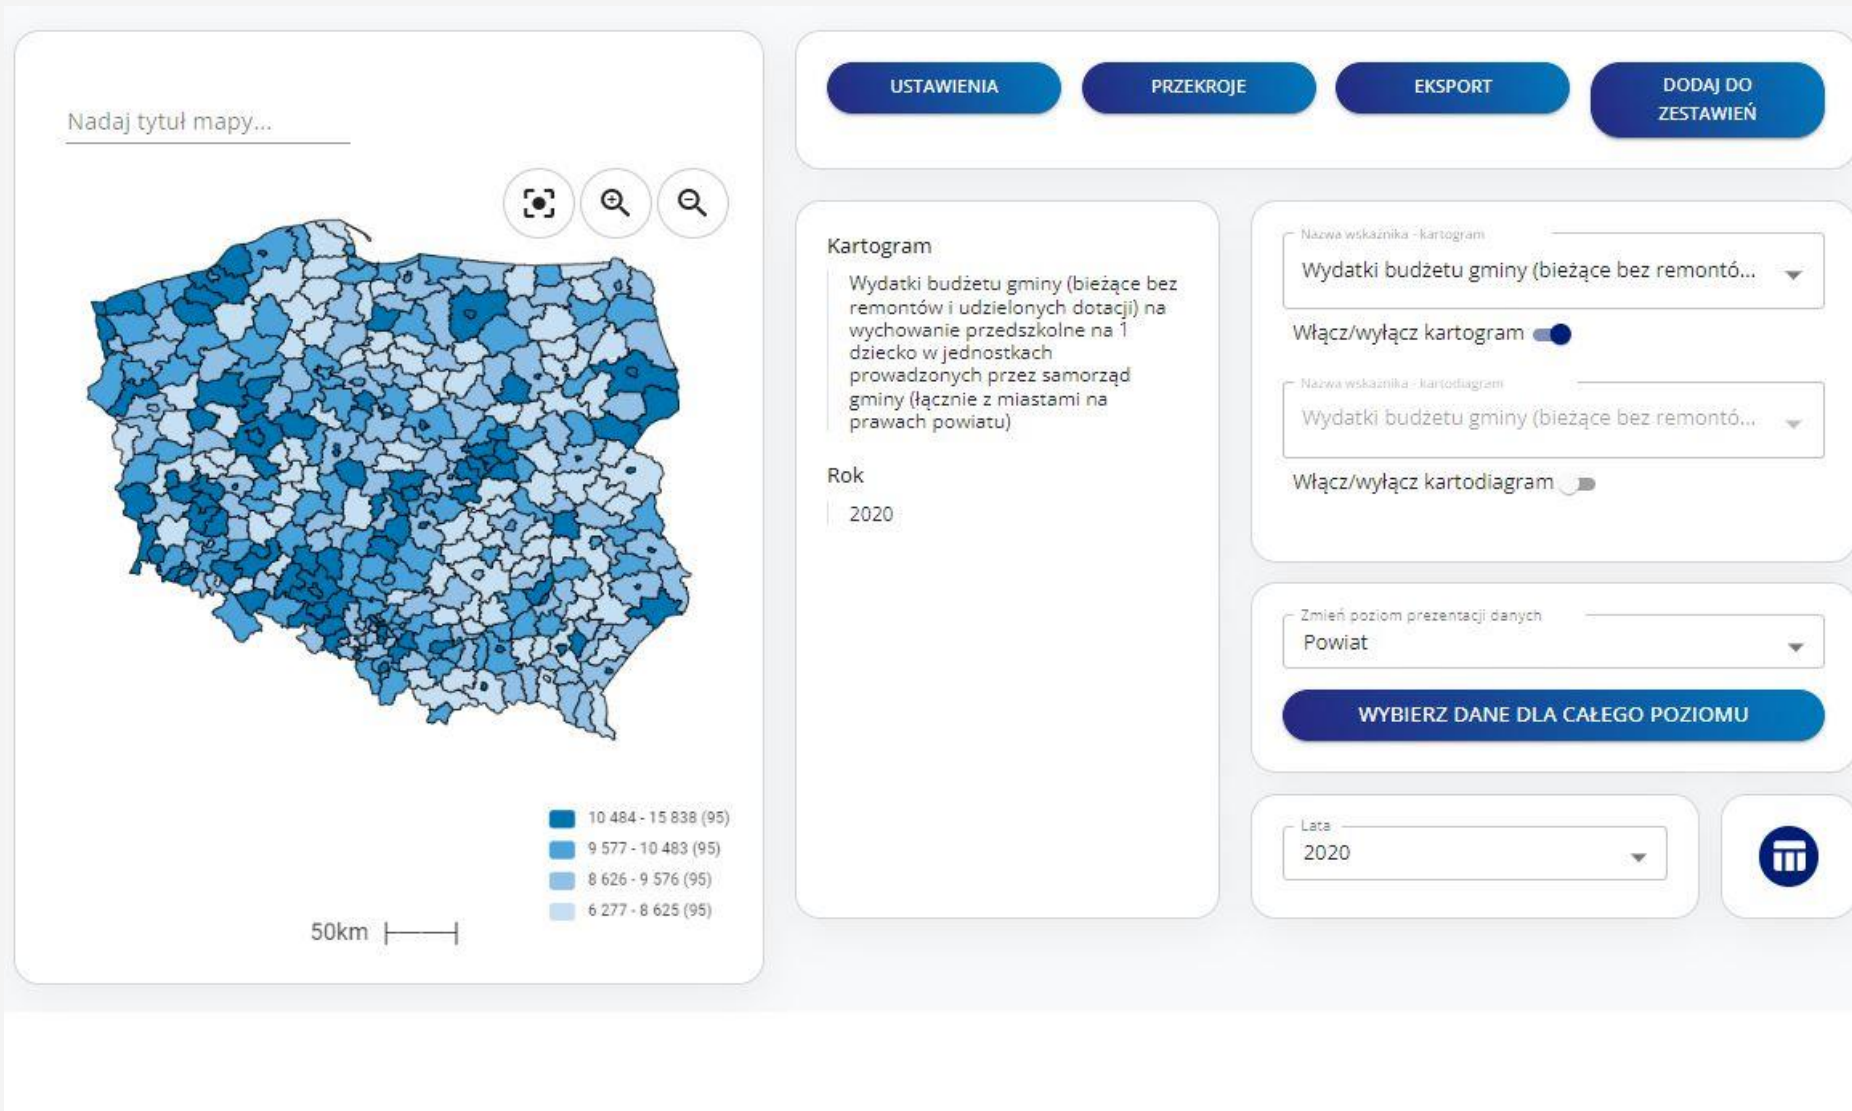 Nadaj tytuł mapy...
10 484 - 15 838 (95)
9 577 - 10 483 (95)
8 626 - 9 576 (95)
6 277 - 8 625 (95)
50km
USTAWIENIA
PRZEKROJE
EKSPORT
DODAJ DO
ZESTAWIEŃ
Kartogram
Wydatki budżetu gminy (bieżące bez
remontów i udzielonych dotacji) na
wychowanie przedszkolne na 1
dziecko w jednostkach
prowadzonych przez samorząd
gminy (łącznie z miastami na
prawach powiatu)
Rok
2020
Nazwa wskaźnika - kartogram
Wydatki budżetu gminy (bieżące bez remontó...
Włącz/wyłącz kartogram
Nazwa wskaźnika - kartodiagram
Wydatki budżetu gminy (bieżące bez remontó...
Włącz/wyłącz kartodiagram
Zmień poziom prezentacji danych
Powiat
WYBIERZ DANE DLA CAŁEGO POZIOMU
Lata
2020